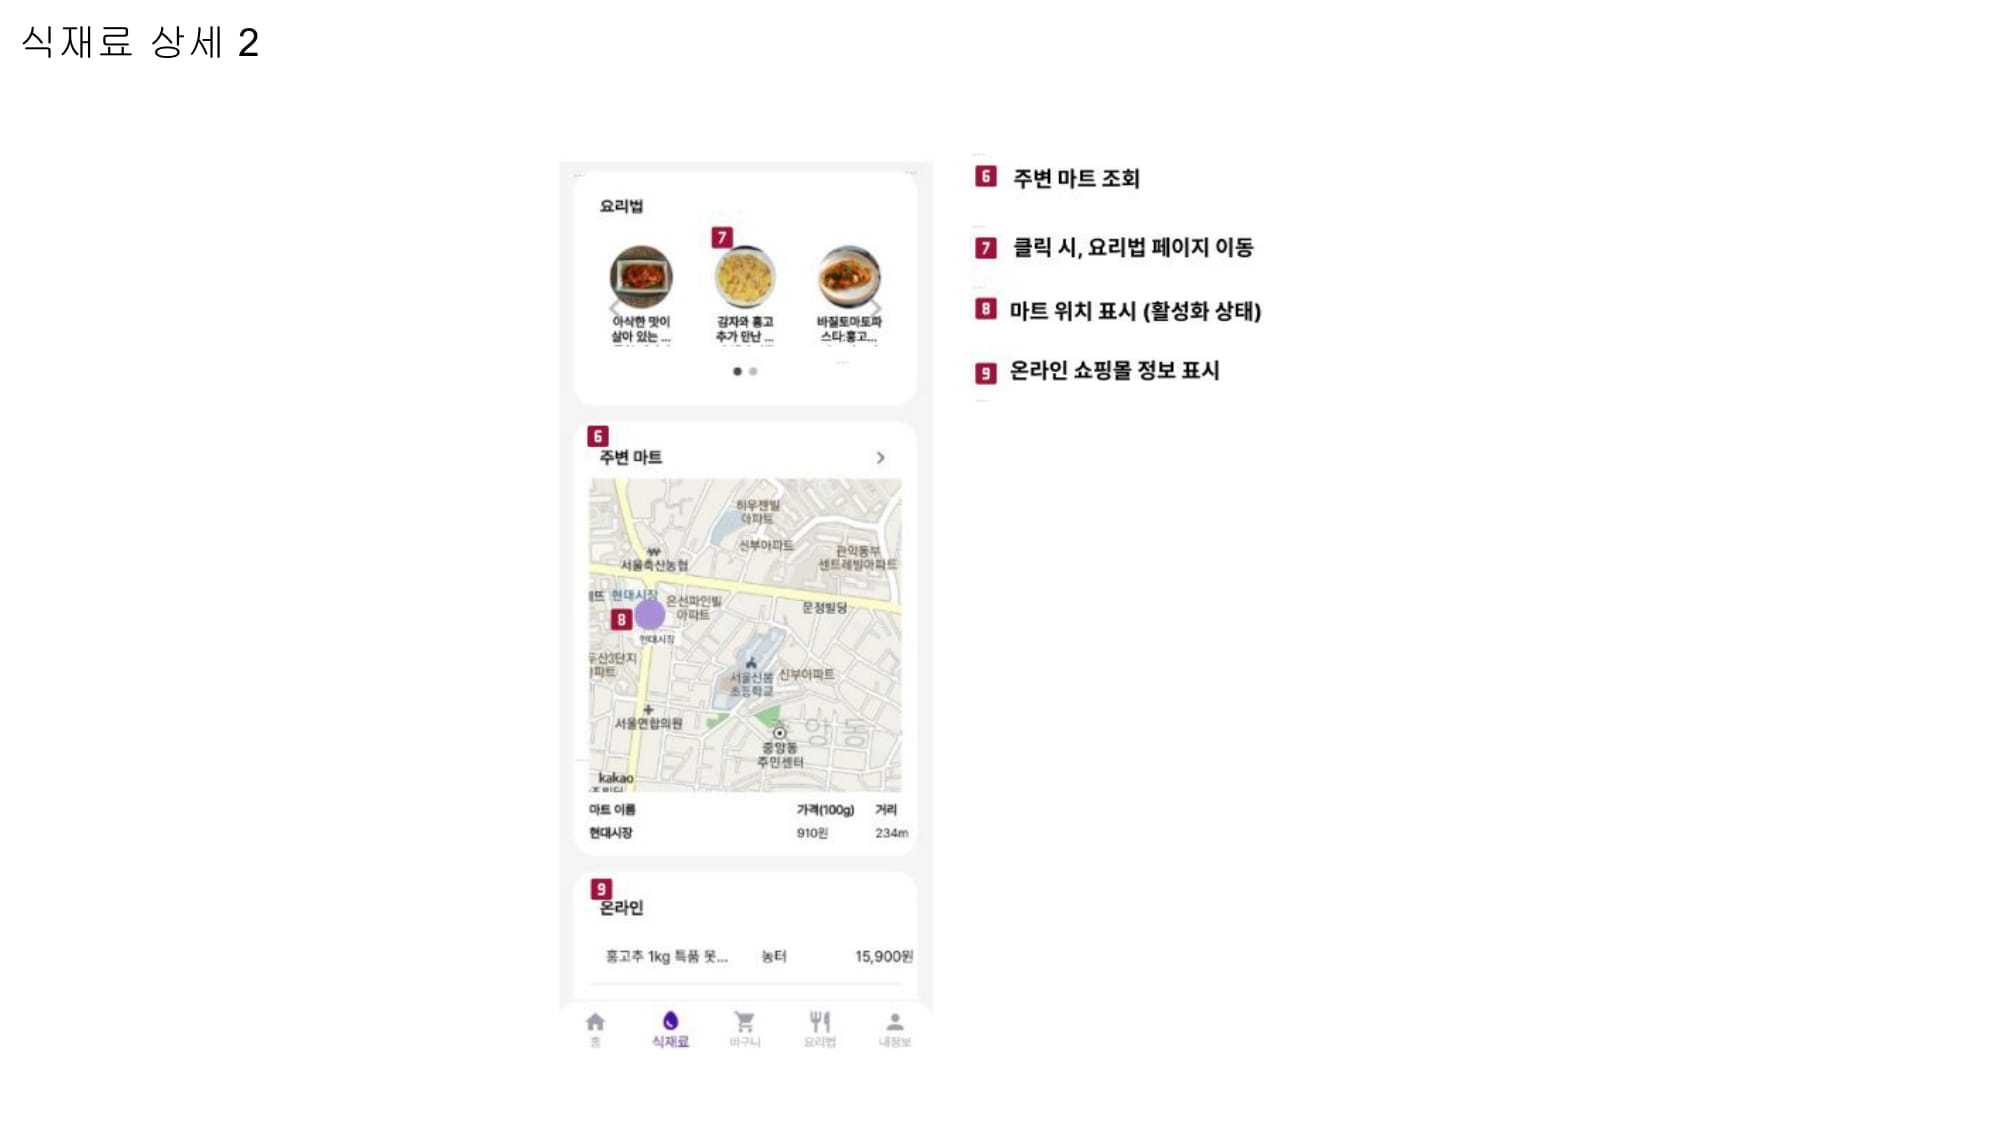 식재료 상세 2
6 주변 마트 조회
7 클릭 시, 요리법 페이지 이동
8 마트 위치 표시 (활성화 상태)
9 온라인 쇼핑몰 정보 표시
요리법
7
아삭한 맛이
살아 있는 ...
감자와 홍고
추가 만난 ...
바질토마토파
스타:홍고...
6
주변 마트
하우젠빌
아파트
신부아파트
관악동부
센트레빌아파트
서울축산농협
현대시장
온선파인빌
아파트
문정빌딩
8
현대시장
두산3단지
아파트
서울신봉
초등학교
신부아파트
서울연합의원
중앙동
중앙동
주민센터
kakao
마트 이름 가격(100g) 거리
현대시장 910원 234m
9
온라인
홍고추 1kg 특품 못... 농터 15,900원
홈 식재료 바구니 요리법 내정보